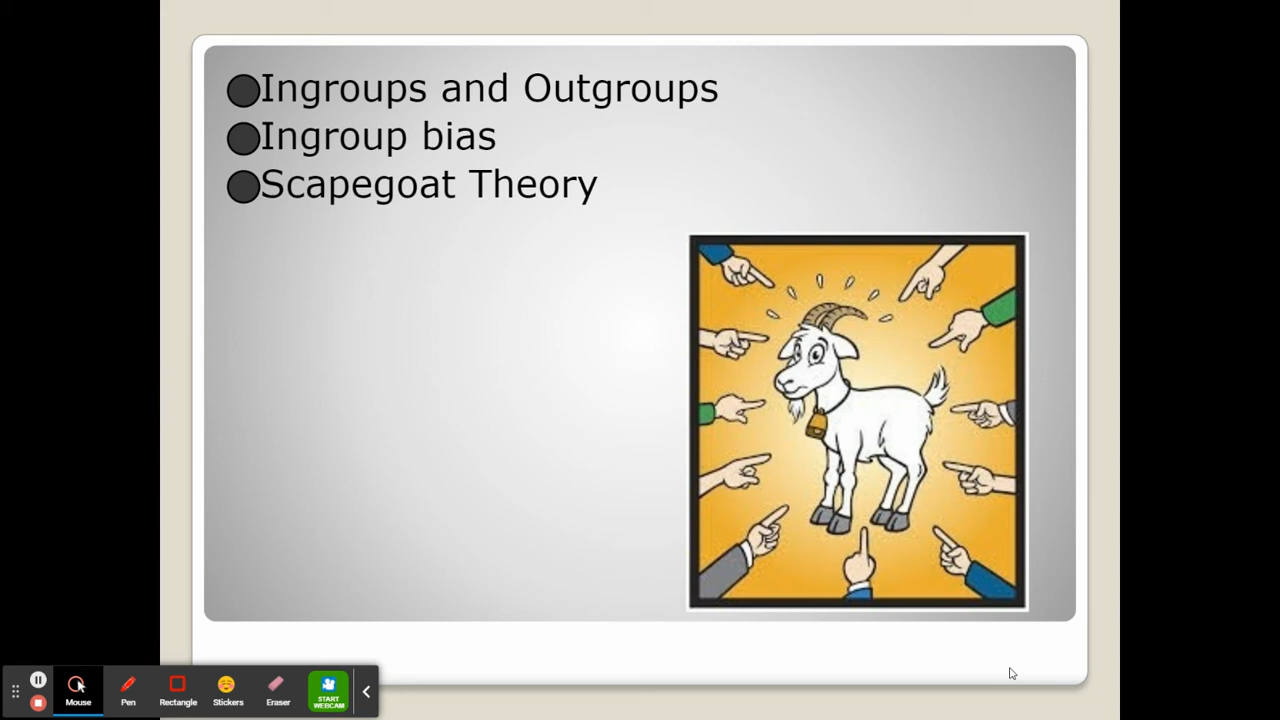 Ingroups and Outgroups
Ingroup bias
Scapegoat Theory
Mouse
Pen
Rectangle
Stickers
Eraser
START
WEBCAM